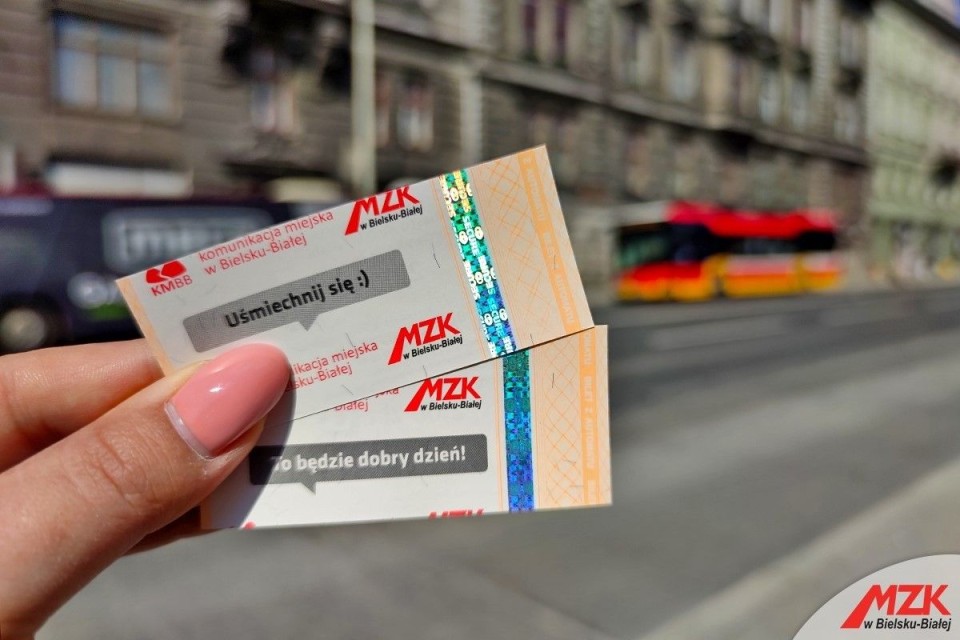 komunikacja miejska
w Bielsku-Białej
KMBB
MZK
w Bielsku-Białej
Uśmiechnij się :)
MZK
w Bielsku-Białej
miejska
MZK
w Bielsku-Białej
To będzie dobry dzień!
MZK
w Bielsku-Białej